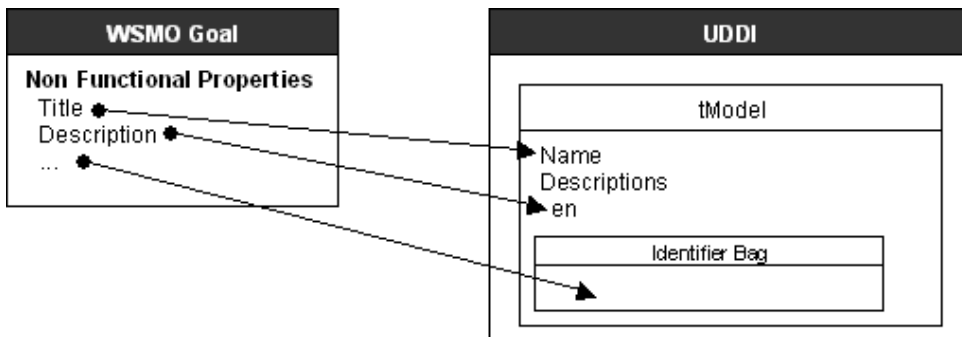 WSMO Goal
Non Functional Properties
Title
Description
...
UDDI
tModel
Name
Descriptions
en
Identifier Bag